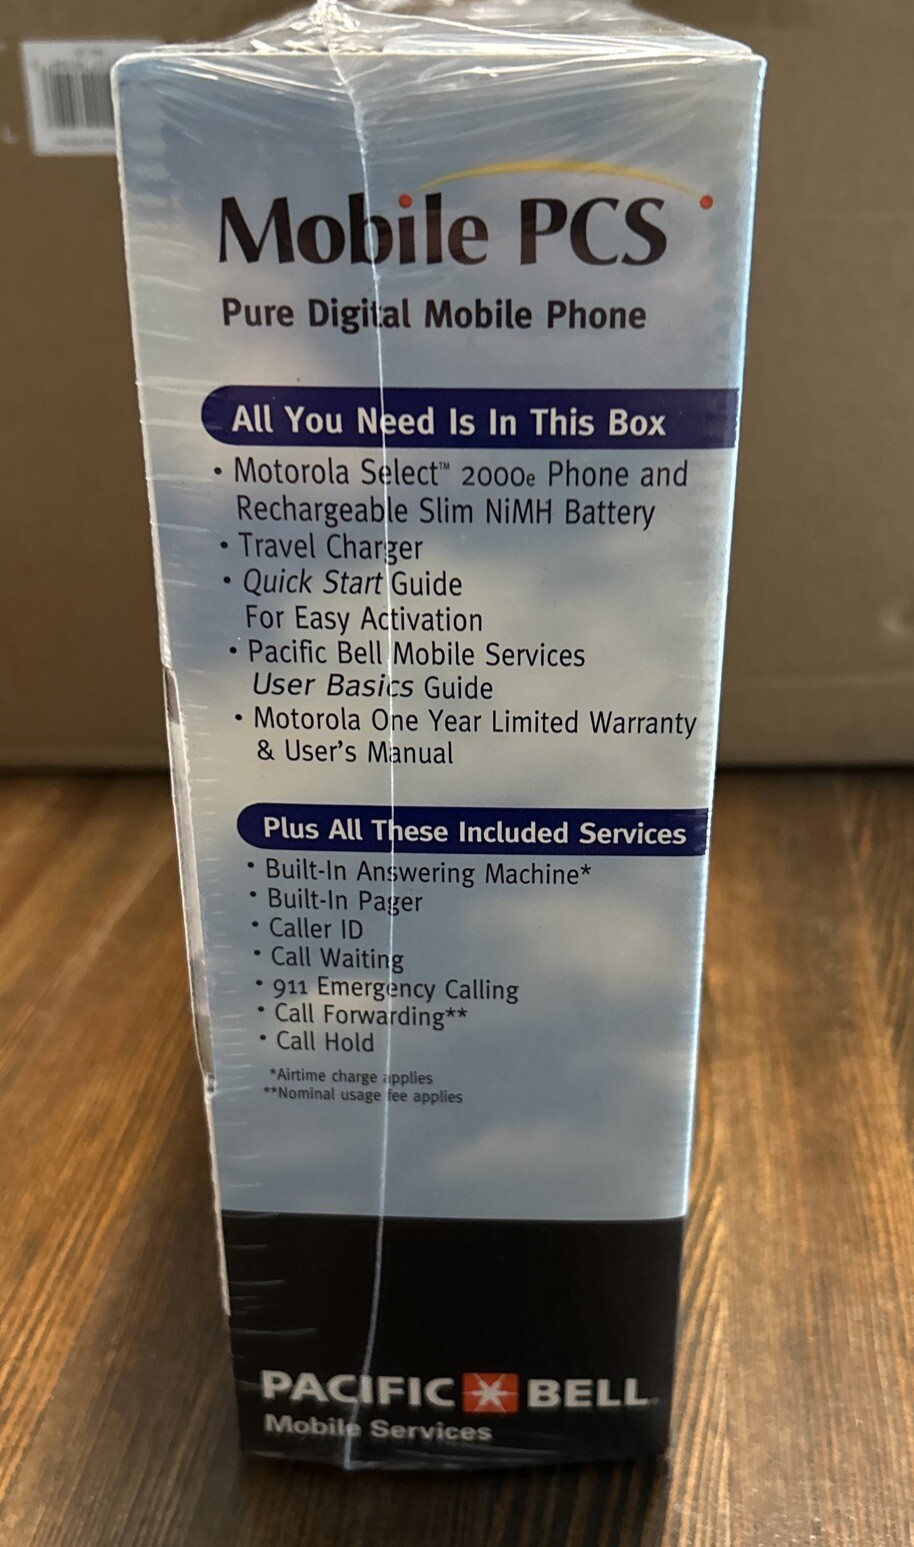 Mobile PCS
Pure Digital Mobile Phone
All You Need Is In This Box
• Motorola Select™ 2000e Phone and
Rechargeable Slim NiMH Battery
• Travel Charger
• Quick Start Guide
For Easy Activation
• Pacific Bell Mobile Services
User Basics Guide
• Motorola One Year Limited Warranty
& User's Manual
Plus All These Included Services
• Built-In Answering Machine*
• Built-In Pager
• Caller ID
• Call Waiting
• 911 Emergency Calling
• Call Forwarding**
• Call Hold
*Airtime charge applies
**Nominal usage fee applies
PACIFIC BELL
Mobile Services